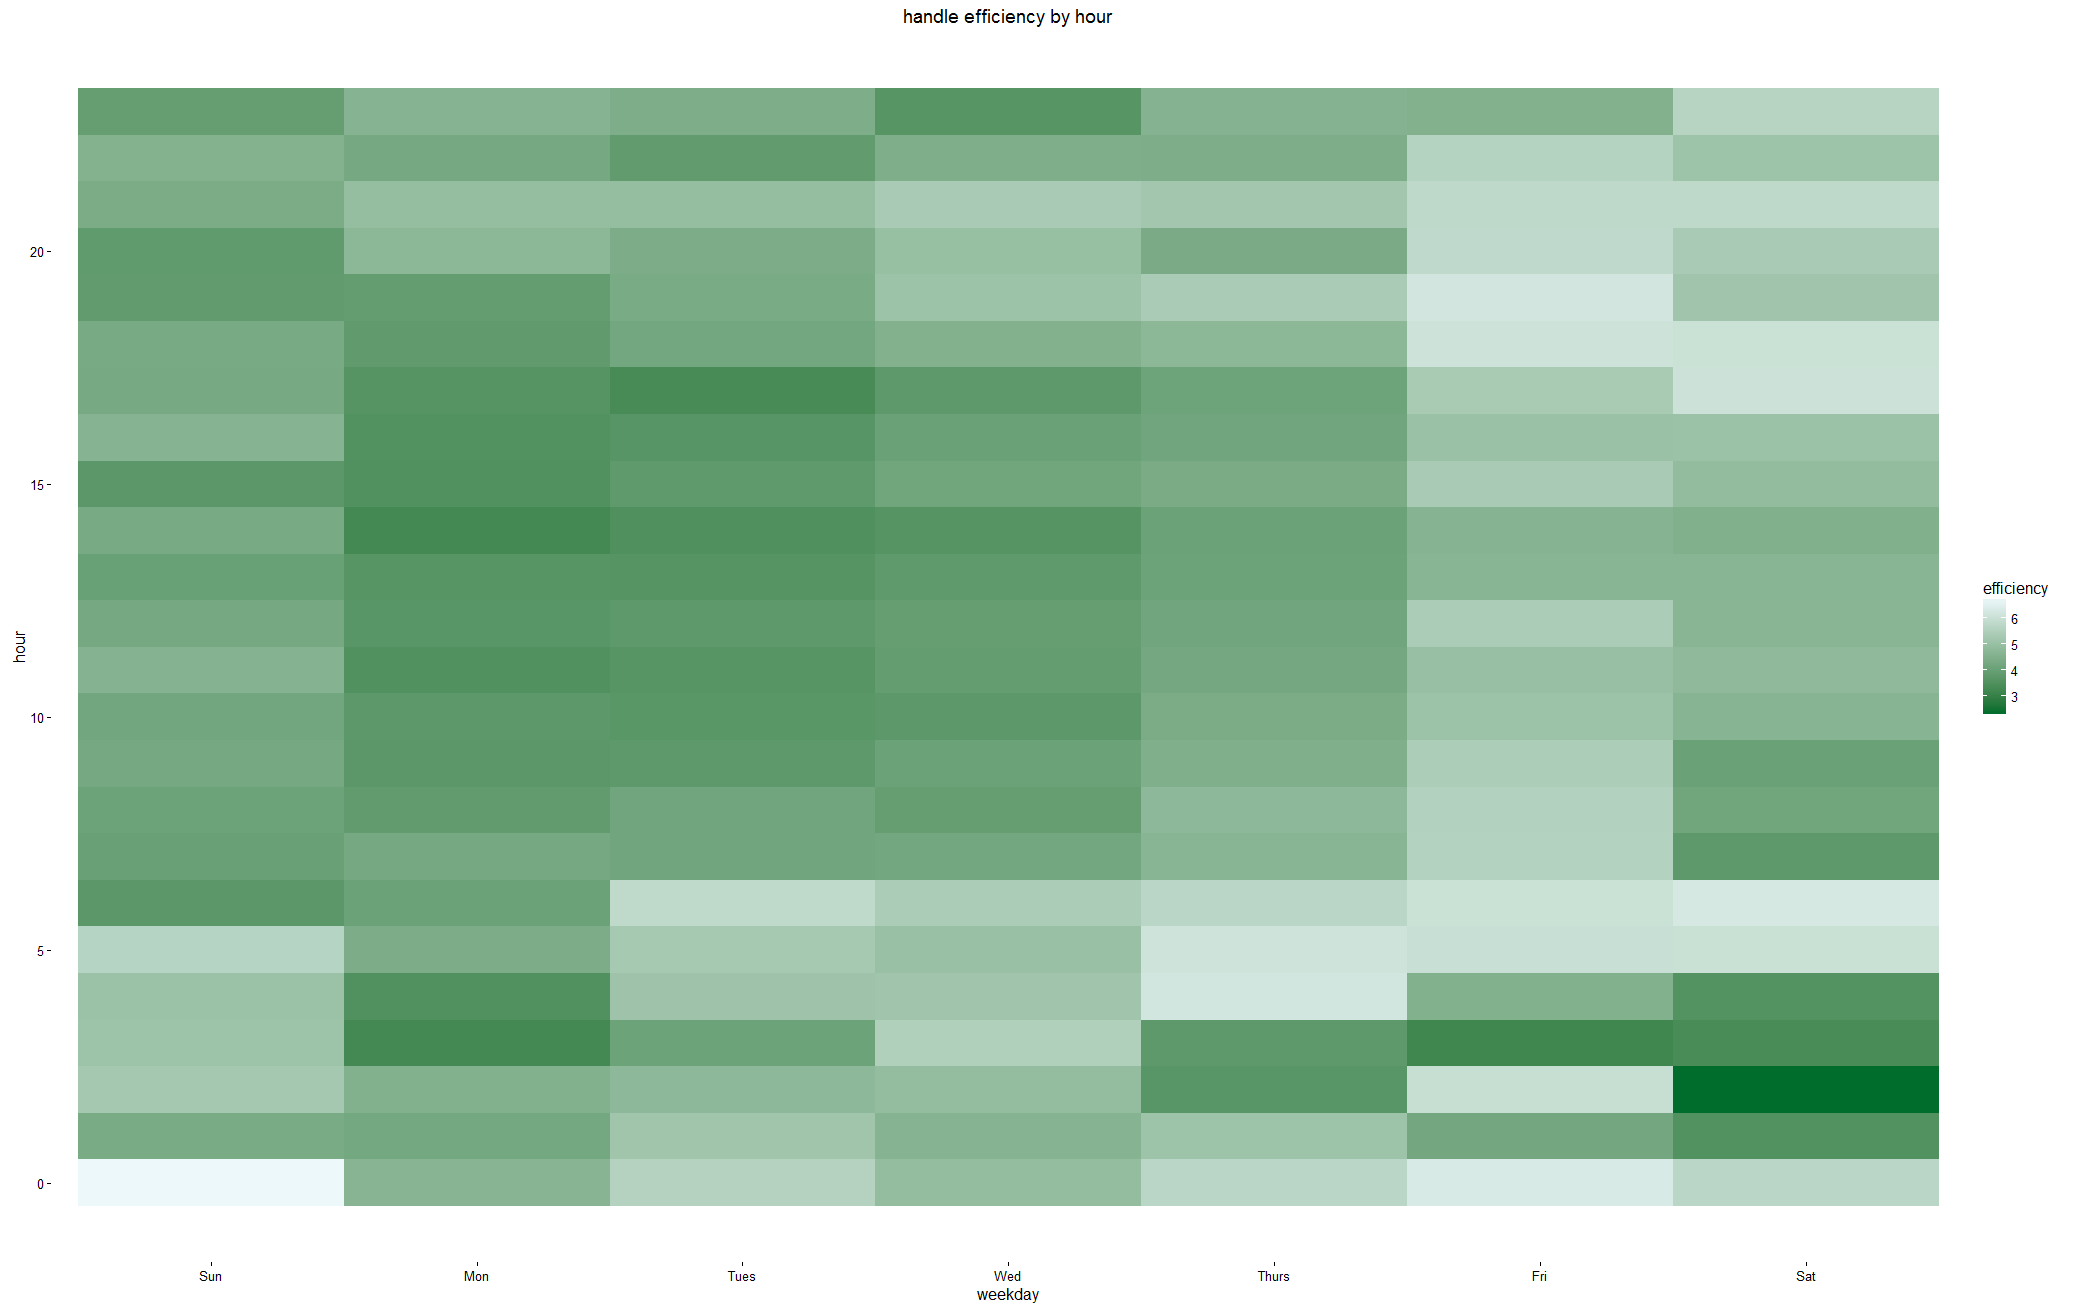 handle efficiency by hour
20
15
10
5
0
hour
Sun Mon Tues Wed Thurs Fri Sat
weekday
efficiency
6
5
4
3